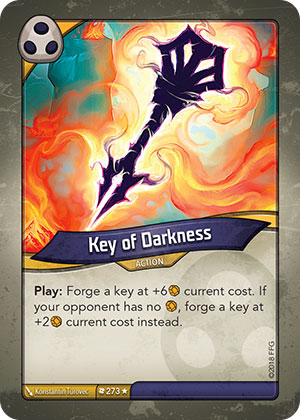 Key of Darkness
ACTION
Play: Forge a key at +6 current cost. If
your opponent has no , forge a key at
+2 current cost instead.
Konstantin Turovec
273
©2018 FFG